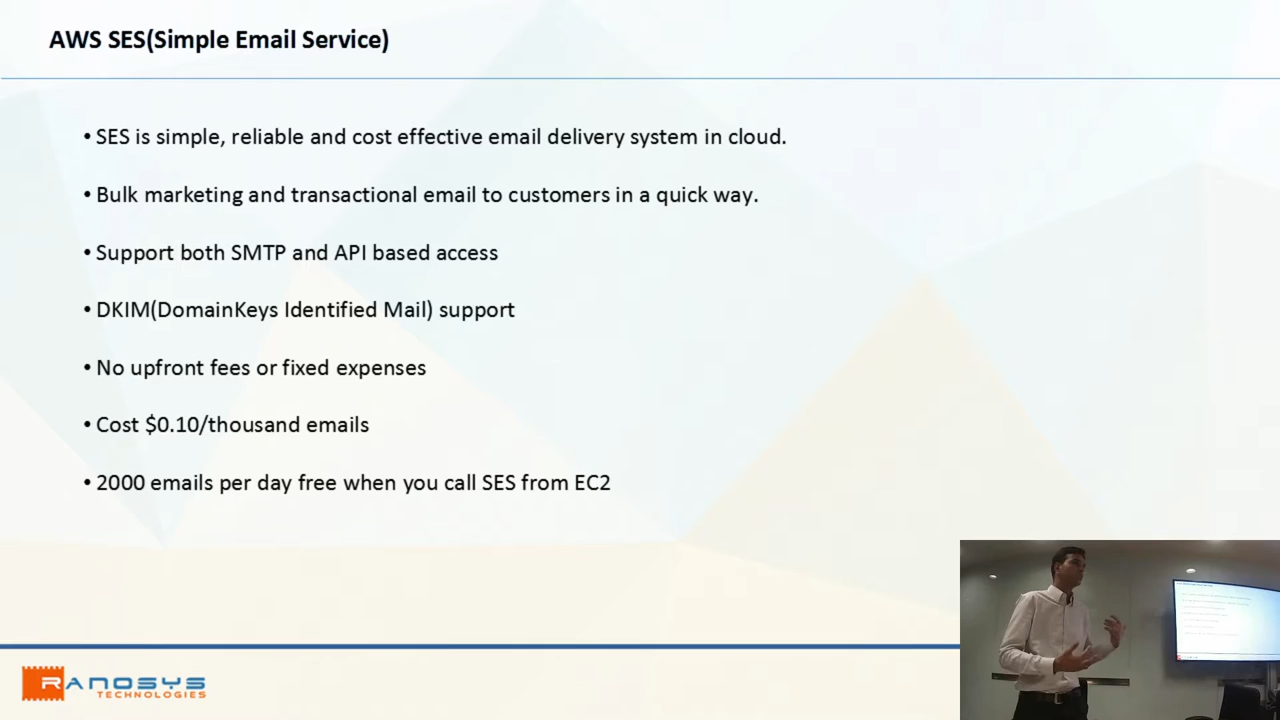 AWS SES(Simple Email Service)
• SES is simple, reliable and cost effective email delivery system in cloud.
• Bulk marketing and transactional email to customers in a quick way.
• Support both SMTP and API based access
• DKIM(DomainKeys Identified Mail) support
• No upfront fees or fixed expenses
• Cost $0.10/thousand emails
• 2000 emails per day free when you call SES from EC2
RANOSYS
TECHNOLOGIES